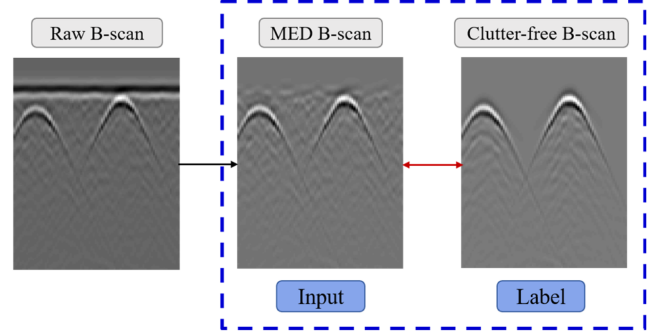 Raw B-scan
MED B-scan
Clutter-free B-scan
Input
Label